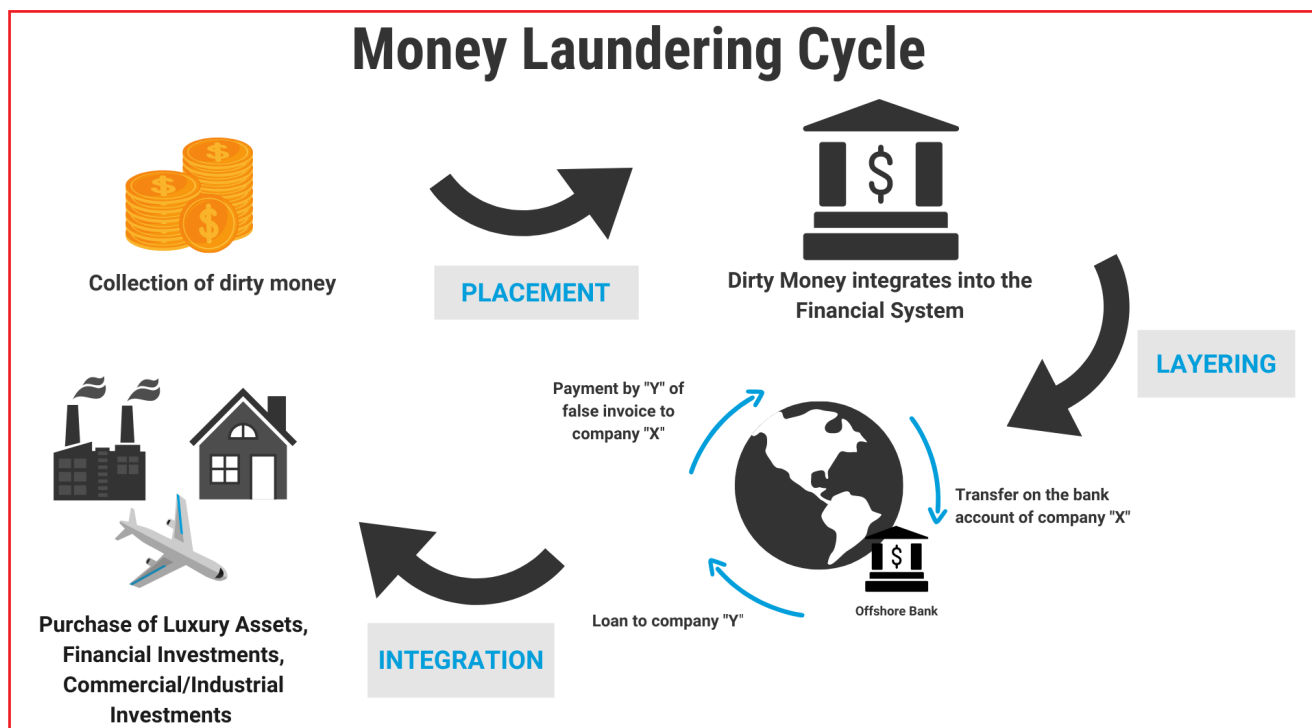 Money Laundering Cycle
Collection of dirty money
PLACEMENT
Dirty Money integrates into the
Financial System
LAYERING
Payment by "Y" of
false invoice to
company "X"
Transfer on the bank
account of company "X"
Offshore Bank
Loan to company "Y"
INTEGRATION
Purchase of Luxury Assets,
Financial Investments,
Commercial/Industrial
Investments